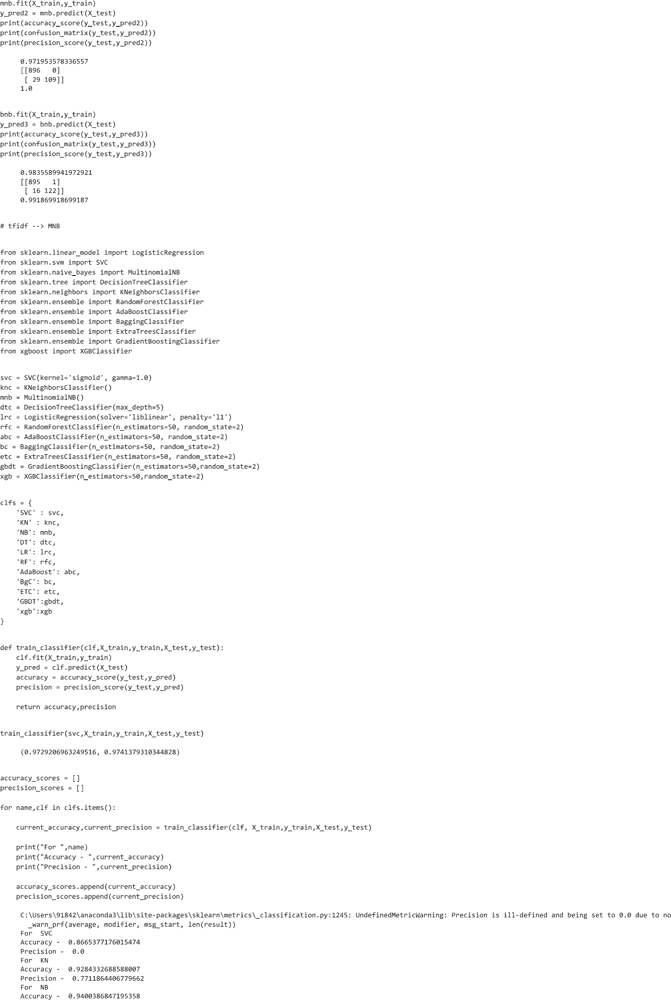 mnb.fit(X_train,y_train)
y_pred2 = mnb.predict(X_test)
print(accuracy_score(y_test,y_pred2))
print(confusion_matrix(y_test,y_pred2))
print(precision_score(y_test,y_pred2))
0.971953578336557
[[896   0]
 [ 29 109]]
1.0
bnb.fit(X_train,y_train)
y_pred3 = bnb.predict(X_test)
print(accuracy_score(y_test,y_pred3))
print(confusion_matrix(y_test,y_pred3))
print(precision_score(y_test,y_pred3))
0.9835589941972921
[[895   1]
 [ 16 122]]
0.991869918699187
# tfidf --> MNB
from sklearn.linear_model import LogisticRegression
from sklearn.svm import SVC
from sklearn.naive_bayes import MultinomialNB
from sklearn.tree import DecisionTreeClassifier
from sklearn.neighbors import KNeighborsClassifier
from sklearn.ensemble import RandomForestClassifier
from sklearn.ensemble import AdaBoostClassifier
from sklearn.ensemble import BaggingClassifier
from sklearn.ensemble import ExtraTreesClassifier
from sklearn.ensemble import GradientBoostingClassifier
from xgboost import XGBClassifier
svc = SVC(kernel='sigmoid', gamma=1.0)
knc = KNeighborsClassifier()
mnb = MultinomialNB()
dtc = DecisionTreeClassifier(max_depth=5)
lrc = LogisticRegression(solver='liblinear', penalty='l1')
rfc = RandomForestClassifier(n_estimators=50, random_state=2)
abc = AdaBoostClassifier(n_estimators=50, random_state=2)
bc = BaggingClassifier(n_estimators=50, random_state=2)
etc = ExtraTreesClassifier(n_estimators=50, random_state=2)
gbdt = GradientBoostingClassifier(n_estimators=50,random_state=2)
xgb = XGBClassifier(n_estimators=50,random_state=2)
clfs = {
    'SVC' : svc,
    'KN' : knc,
    'NB': mnb,
    'DT': dtc,
    'LR': lrc,
    'RF': rfc,
    'AdaBoost': abc,
    'BgC': bc,
    'ETC': etc,
    'GBDT':gbdt,
    'xgb':xgb
}
def train_classifier(clf,X_train,y_train,X_test,y_test):
    clf.fit(X_train,y_train)
    y_pred = clf.predict(X_test)
    accuracy = accuracy_score(y_test,y_pred)
    precision = precision_score(y_test,y_pred)
    return accuracy,precision
train_classifier(svc,X_train,y_train,X_test,y_test)
(0.9729206963249516, 0.9741379310344828)
accuracy_scores = []
precision_scores = []
for name,clf in clfs.items():
    current_accuracy,current_precision = train_classifier(clf, X_train,y_train,X_test,y_test)
    print("For ",name)
    print("Accuracy - ",current_accuracy)
    print("Precision - ",current_precision)
    accuracy_scores.append(current_accuracy)
    precision_scores.append(current_precision)
C:\Users\91842\anaconda3\lib\site-packages\sklearn\metrics\_classification.py:1245: UndefinedMetricWarning: Precision is ill-defined and being set to 0.0 due to no
  _warn_prf(average, modifier, msg_start, len(result))
For  SVC
Accuracy -  0.8665377176015474
Precision -  0.0
For  KN
Accuracy -  0.9284332688588007
Precision -  0.7711864406779662
For  NB
Accuracy -  0.9400386847195358